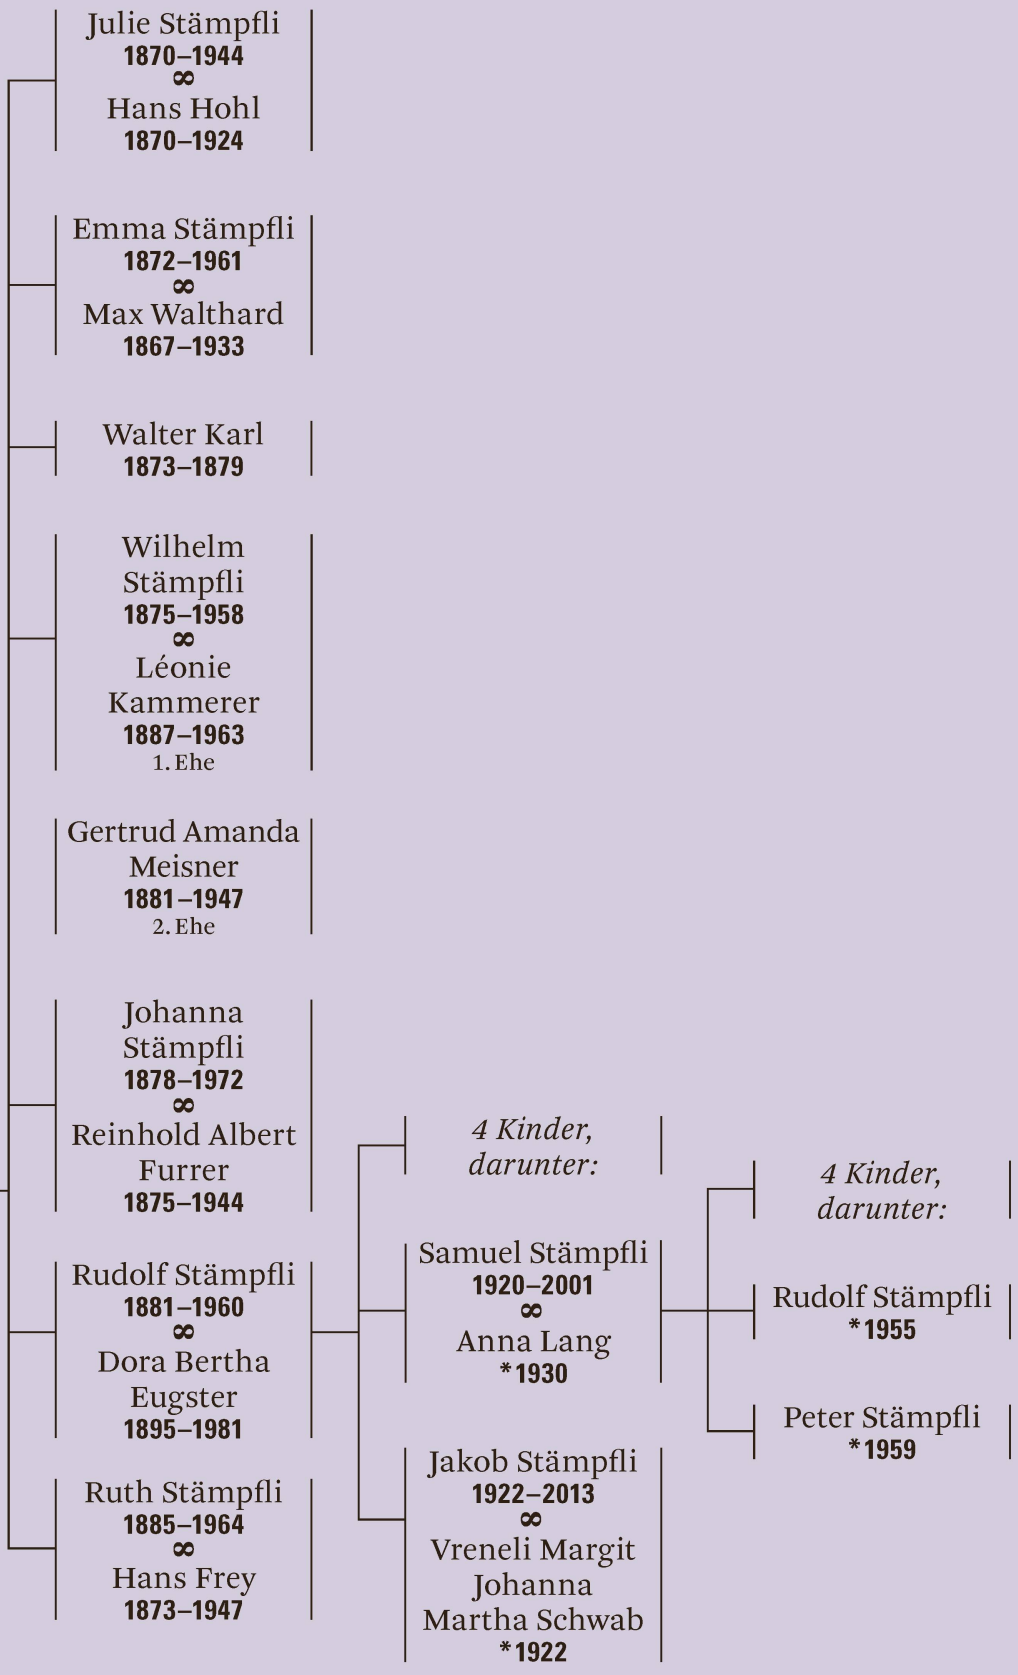 Julie Stämpfli
1870–1944
∞
Hans Hohl
1870–1924
Emma Stämpfli
1872–1961
∞
Max Walthard
1867–1933
Walter Karl
1873–1879
Wilhelm
Stämpfli
1875–1958
∞
Léonie
Kammerer
1887–1963
1. Ehe
Gertrud Amanda
Meisner
1881–1947
2. Ehe
Johanna
Stämpfli
1878–1972
∞
Reinhold Albert
Furrer
1875–1944
Rudolf Stämpfli
1881–1960
∞
Dora Bertha
Eugster
1895–1981
Ruth Stämpfli
1885–1964
∞
Hans Frey
1873–1947
4 Kinder,
darunter:
Samuel Stämpfli
1920–2001
∞
Anna Lang
*1930
Jakob Stämpfli
1922–2013
∞
Vreneli Margit
Johanna
Martha Schwab
*1922
4 Kinder,
darunter:
Rudolf Stämpfli
*1955
Peter Stämpfli
*1959